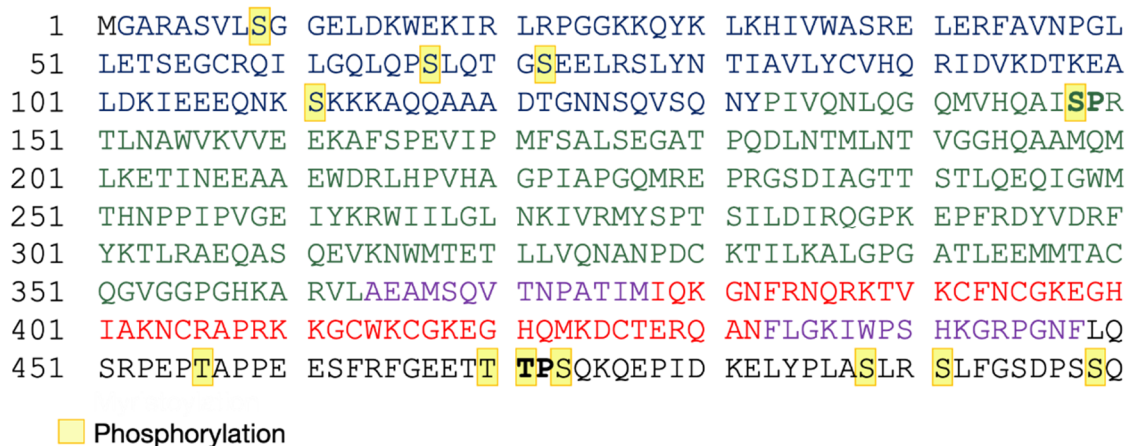 1 MGARASVLSG GELDKWEKIR LRPGGKKQYK LKHIVWASRE LERFAVNPGL
51 LETSEGCRQI LGQLQPSLQT GSEELRSLYN TIAVLYCVHQ RIDVKDTKEA
101 LDKIEEEQNK SKKKAQQAAA DTGNNSQVSQ NYPIVQNLQG QMVHQAISPR
151 TLNAWVKVVE EKAFSPEVIP MFSALSEGAT PQDLNTMLNT VGGHQAAMQM
201 LKETINEEAA EWDRLHPVHA GPIAPGQMRE PRGSDIAGTT STLQEQIGWM
251 THNPPIPVGE IYKRWIILGL NKIVRMYSPT SILDIRQGPK EPFRDYVDRF
301 YKTLRAEQAS QEVKNWMTET LLVQNANPDC KTILKALGPG ATLEEMMTAC
351 QGVGGPGHKA RVLAEAMSQV TNPATIMIQK GNFRNQRKTV KCFNCGKEGH
401 IAKNCRAPRK KGCWKCGKEG HQMKDCTERQ ANFLGKIWPS HKGRPGNFLQ
451 SRPEPTAPPE ESFRFGEETT TPSQKQEPID KELYPLASLR SLFGSDPSSQ
Phosphorylation